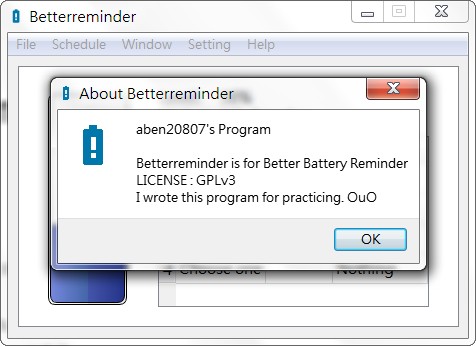 Betterreminder
File Schedule Window Setting Help
About Betterreminder
aben20807's Program
Betterreminder is for Better Battery Reminder
LICENSE : GPLv3
I wrote this program for practicing. OuO
OK
4 Choose one Nothing